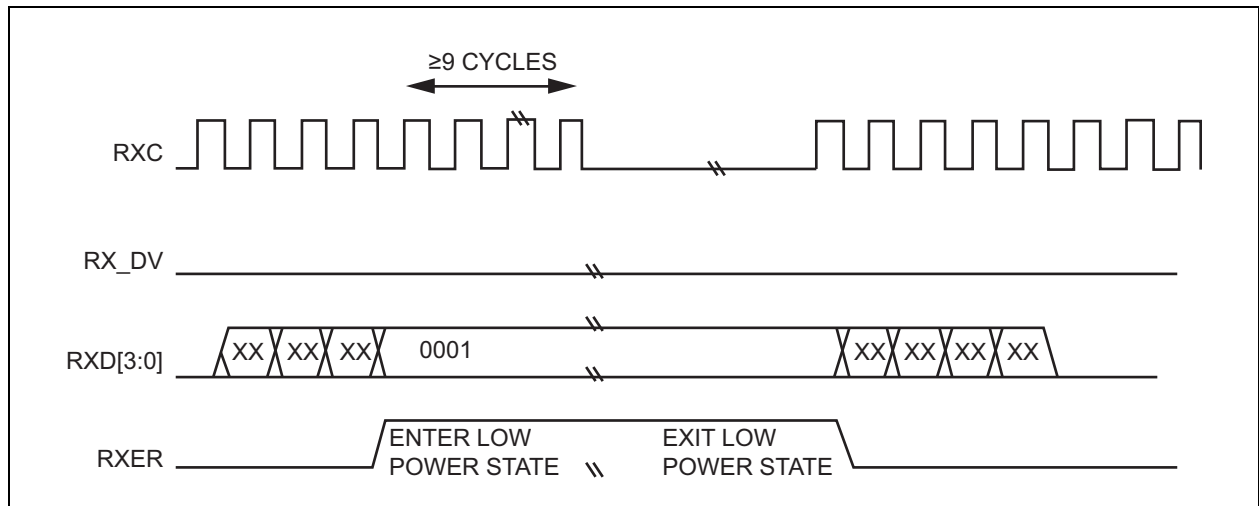 ≥9 CYCLES
RXC
RX_DV
RXD[3:0] XX XX XX 0001 XX XX XX XX
RXER ENTER LOW POWER STATE EXIT LOW POWER STATE